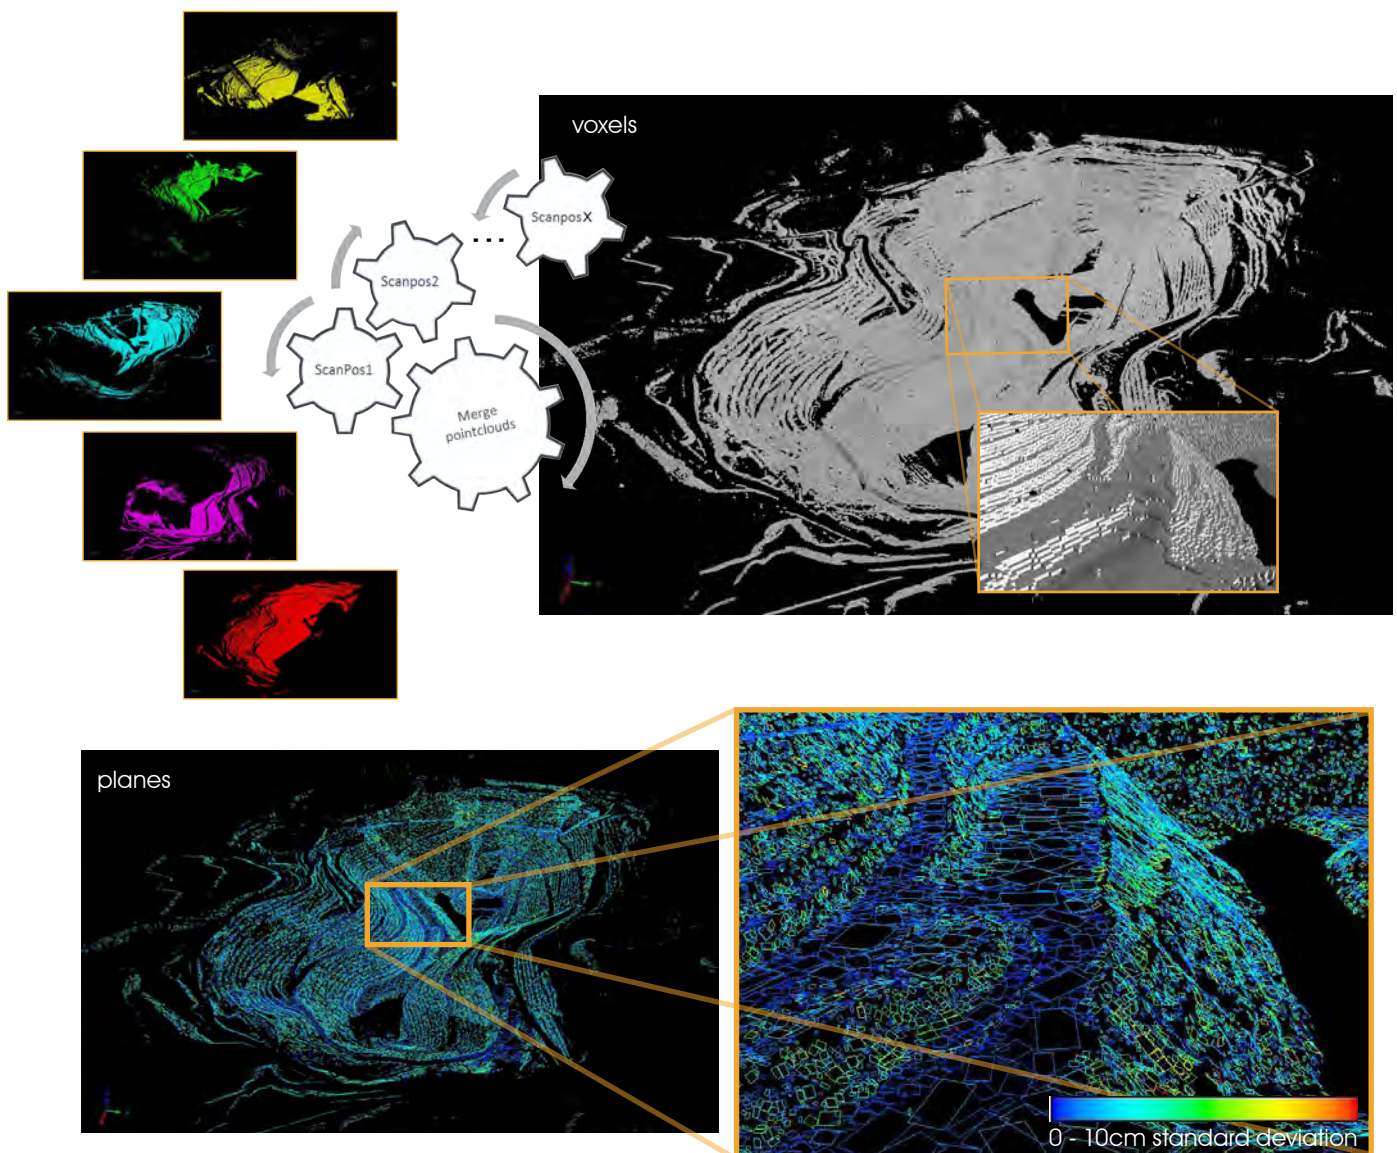 voxels
ScanposX
...
Scanpos2
ScanPos1
Merge
pointclouds
planes
0 - 10cm standard deviation